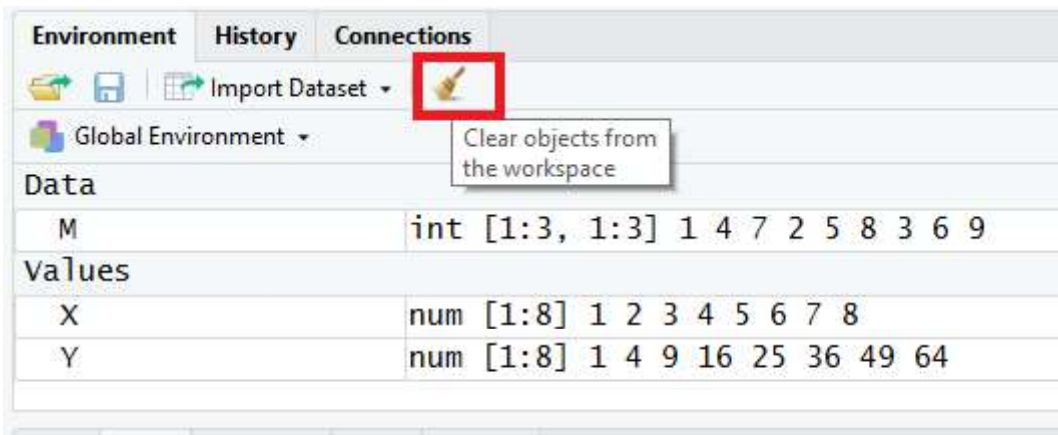 Environment History Connections
Import Dataset
Global Environment
Clear objects from
the workspace
Data
M int [1:3, 1:3] 1 4 7 2 5 8 3 6 9
Values
X num [1:8] 1 2 3 4 5 6 7 8
Y num [1:8] 1 4 9 16 25 36 49 64